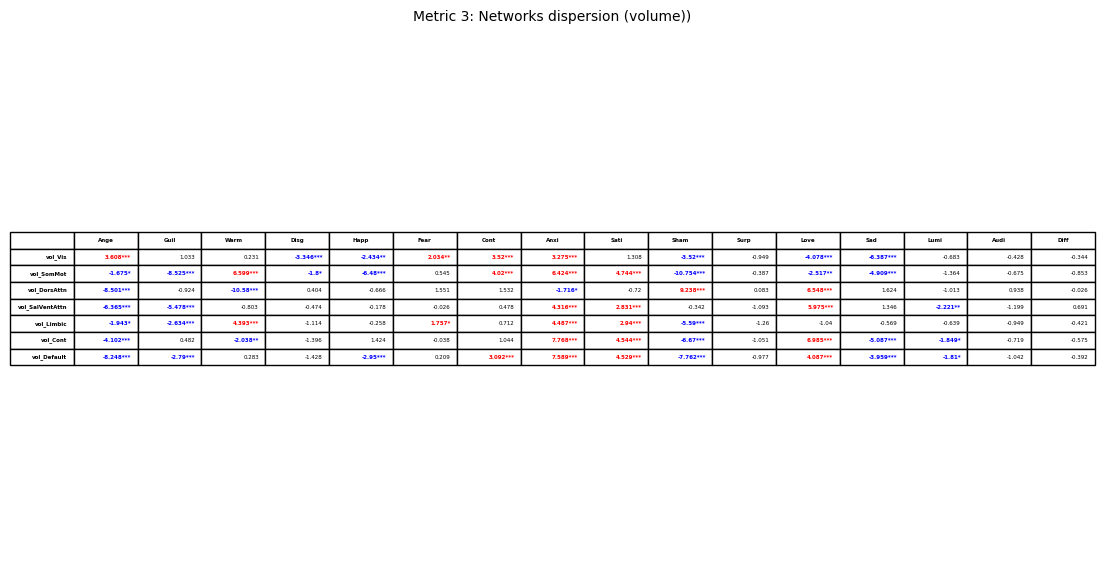 Metric 3: Networks dispersion (volume))
Ange Guil Warm Disg Happ Fear Cont Anxi Sati Sham Surp Love Sad Lumi Audi Diff
vol_Vis 3.608*** 1.033 0.231 -3.346*** -2.434** 2.034** 3.52*** 3.275*** 1.308 -3.52*** -0.949 -4.078*** -6.387*** -0.683 -0.428 -0.344
vol_SomMot -1.675* -8.525*** 6.599*** -1.8* -6.48*** 0.545 4.02*** 6.424*** 4.744*** -10.754*** -0.387 -2.517** -4.909*** -1.364 -0.675 -0.853
vol_DorsAttn -8.501*** -0.924 -10.58*** 0.404 -0.666 1.551 1.532 -1.716* -0.72 9.238*** 0.083 6.548*** 1.624 -1.013 0.938 -0.026
vol_SalVentAttn -6.365*** -5.478*** -0.803 -0.474 -0.178 -0.026 0.478 4.316*** 2.831*** -0.342 -1.093 5.975*** 1.346 -2.221** -1.199 0.691
vol_Limbic -1.943* -2.634*** 4.393*** -1.114 -0.258 1.757* 0.712 4.487*** 2.94*** -5.59*** -1.26 -1.04 -0.569 -0.639 -0.949 -0.421
vol_Cont -4.102*** 0.482 -2.038** -1.396 1.424 -0.038 1.044 7.768*** 4.544*** -6.67*** -1.051 6.985*** -5.087*** -1.849* -0.719 -0.575
vol_Default -8.248*** -2.79*** 0.283 -1.428 -2.95*** 0.209 3.092*** 7.589*** 4.529*** -7.762*** -0.977 4.087*** -3.959*** -1.81* -1.042 -0.392